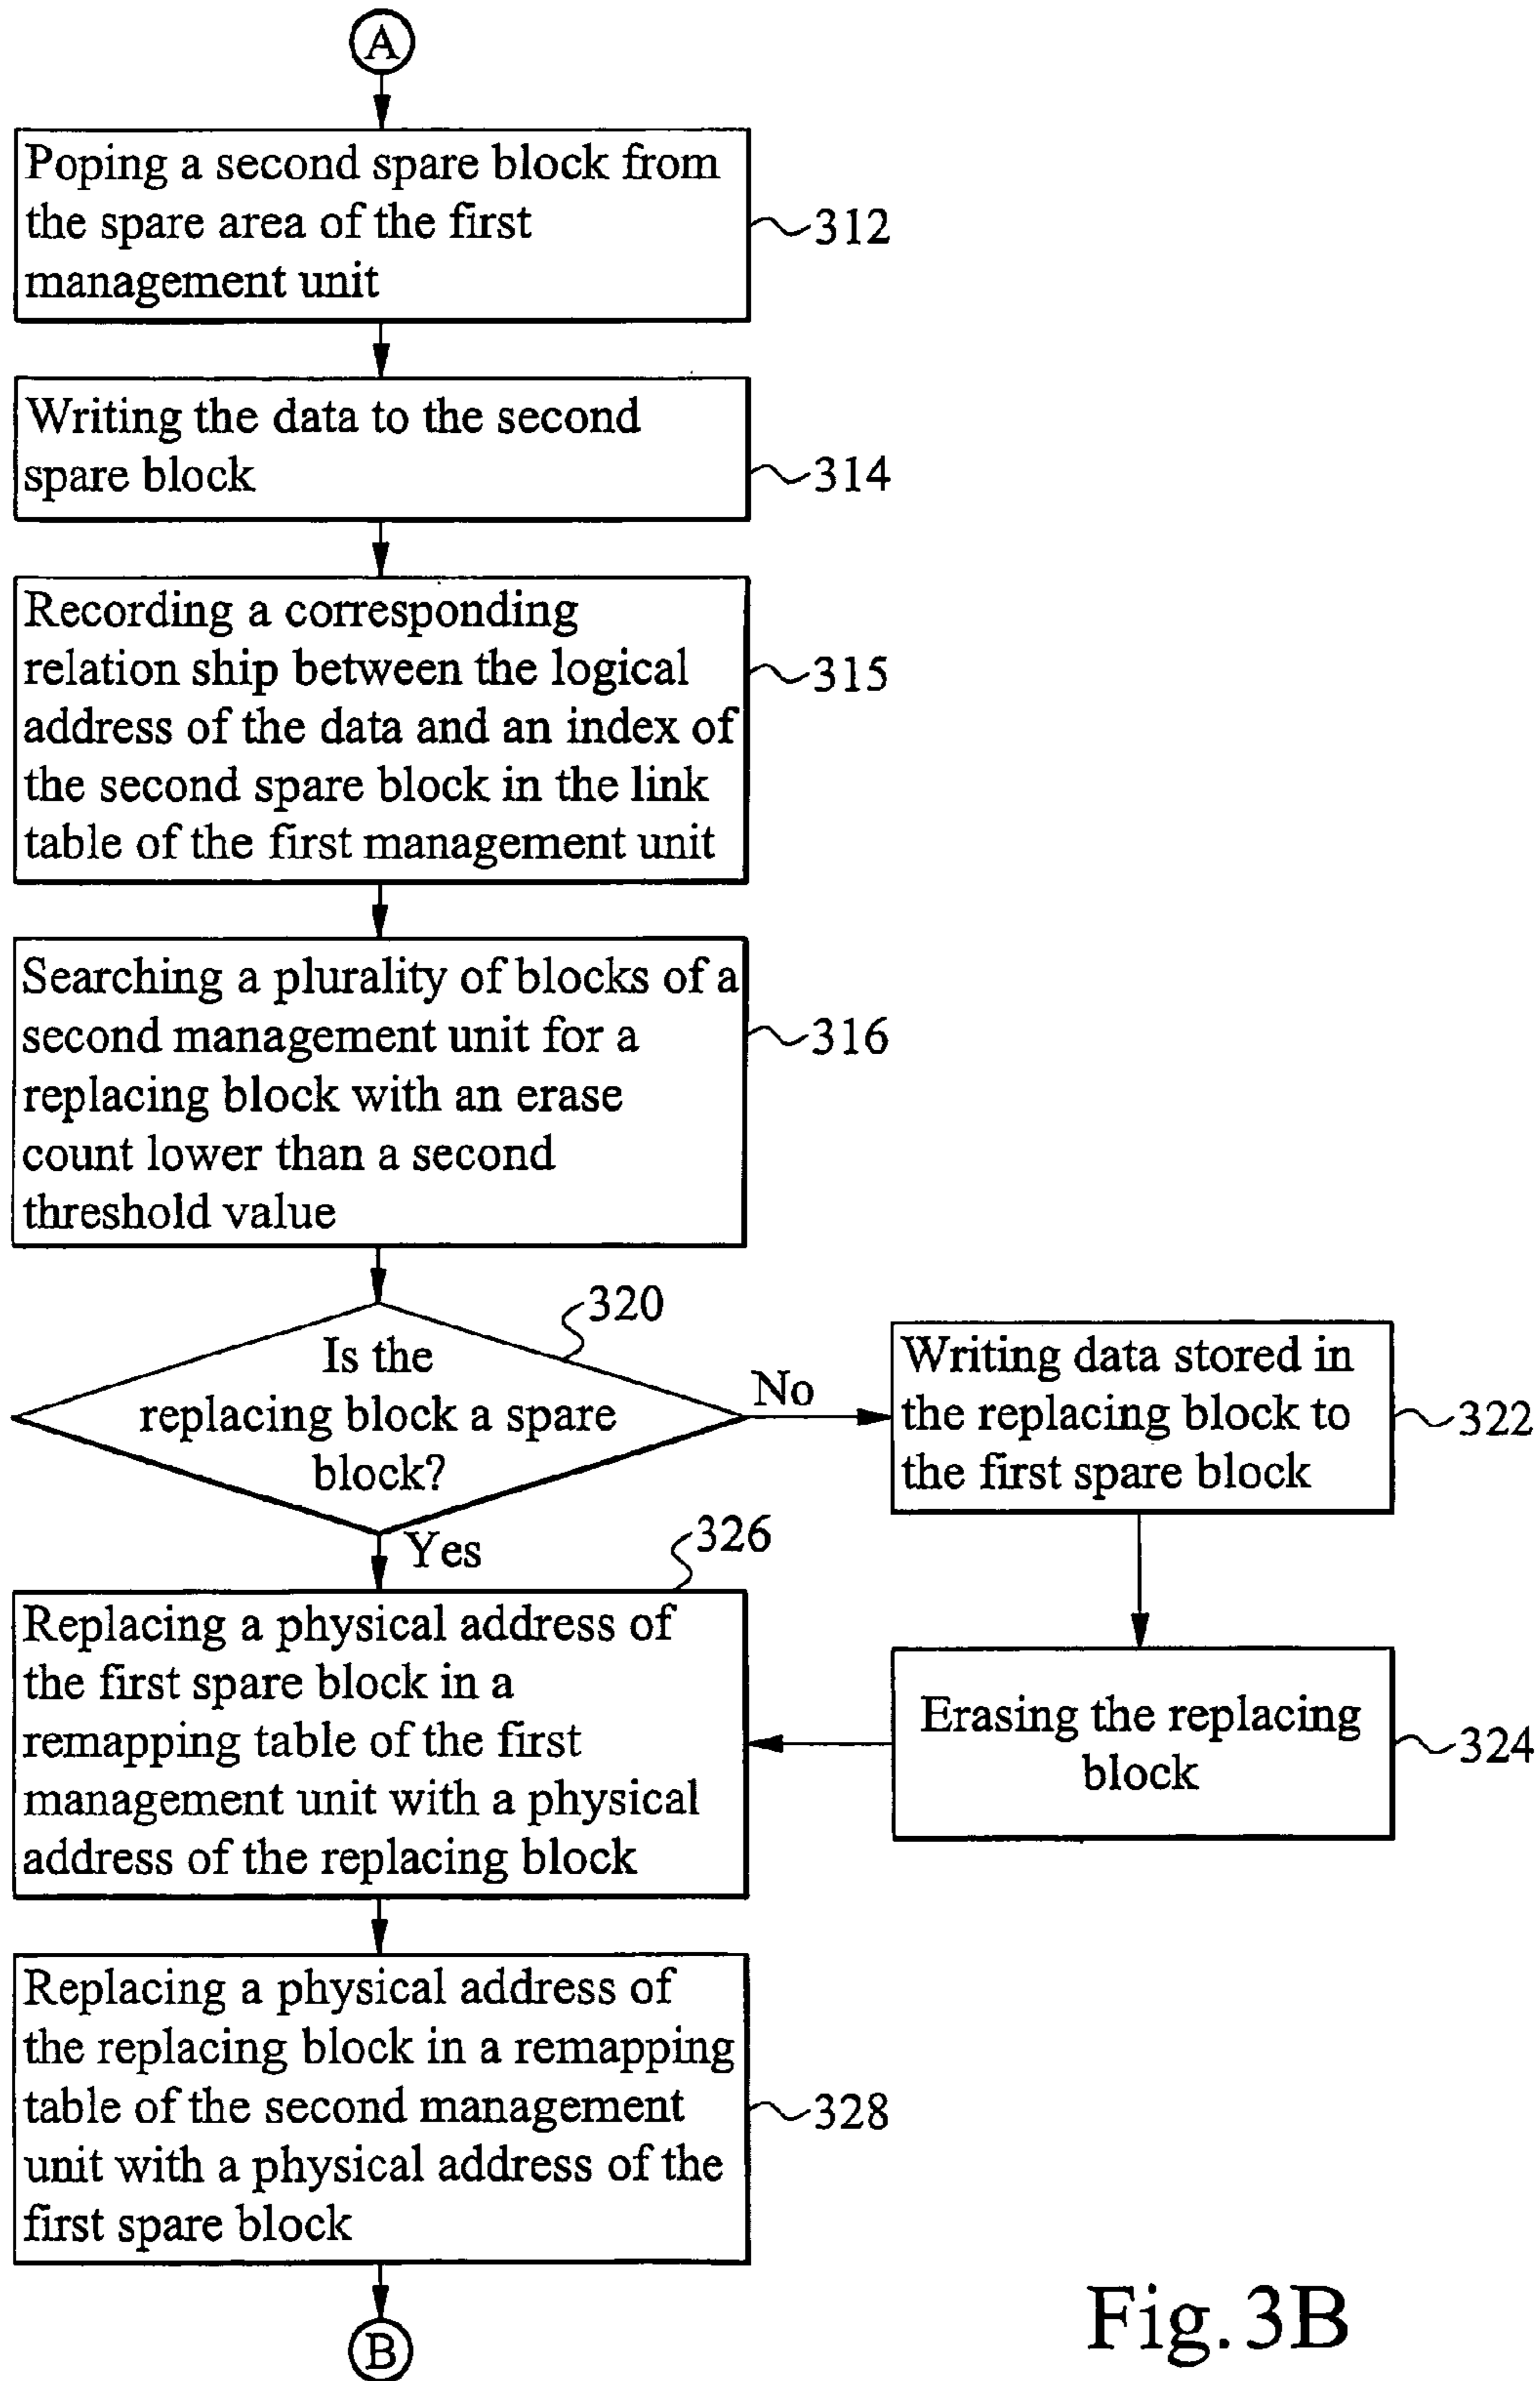 A
Poping a second spare block from
the spare area of the first
management unit
312
Writing the data to the second
spare block
314
Recording a corresponding
relation ship between the logical
address of the data and an index of
the second spare block in the link
table of the first management unit
315
Searching a plurality of blocks of a
second management unit for a
replacing block with an erase
count lower than a second
threshold value
316
320
Is the
replacing block a spare
block?
No
Writing data stored in
the replacing block to
the first spare block
322
Yes
326
Replacing a physical address of
the first spare block in a
remapping table of the first
management unit with a physical
address of the replacing block
Erasing the replacing
block
324
Replacing a physical address of
the replacing block in a remapping
table of the second management
unit with a physical address of the
first spare block
328
B
Fig. 3B